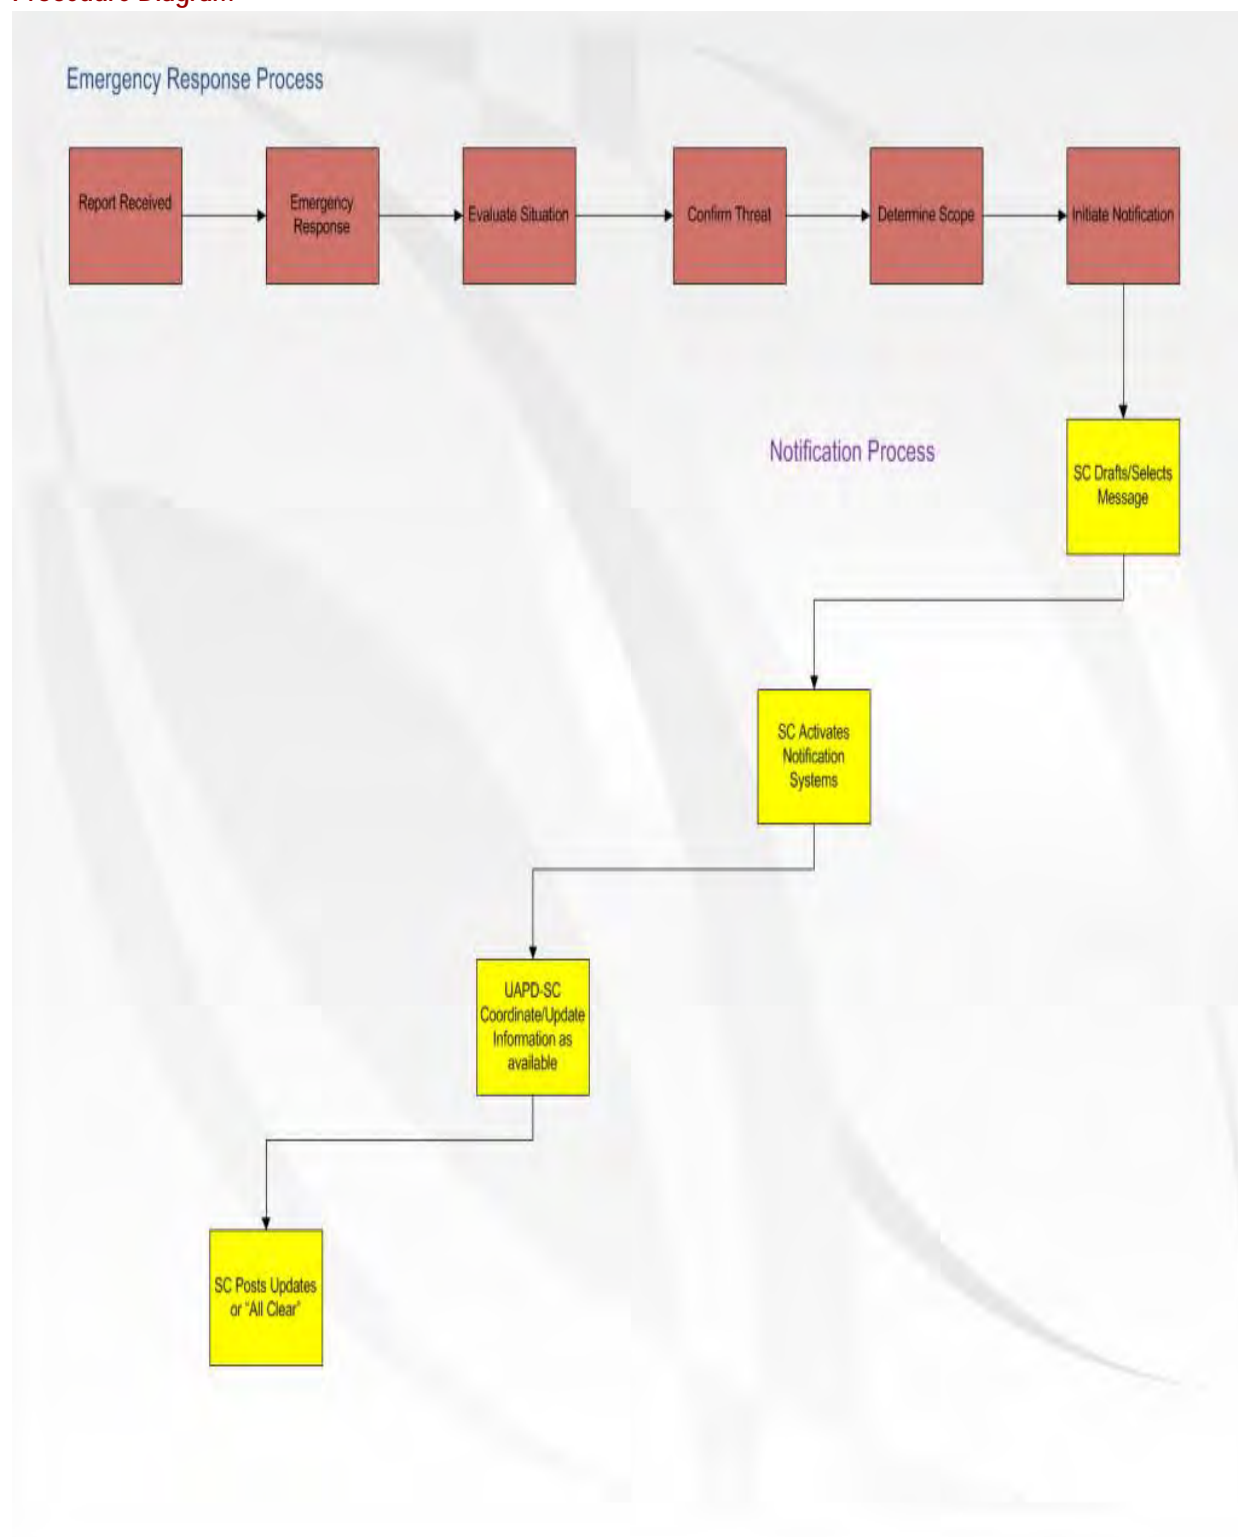 Procedure Diagram
Emergency Response Process
Report Received
Emergency
Response
Evaluate Situation
Confirm Threat
Determine Scope
Initiate Notification
Notification Process
SC Drafts/Selects
Message
SC Activates
Notification
Systems
UAPD-SC
Coordinate/Update
Information as
available
SC Posts Updates
or “All Clear”